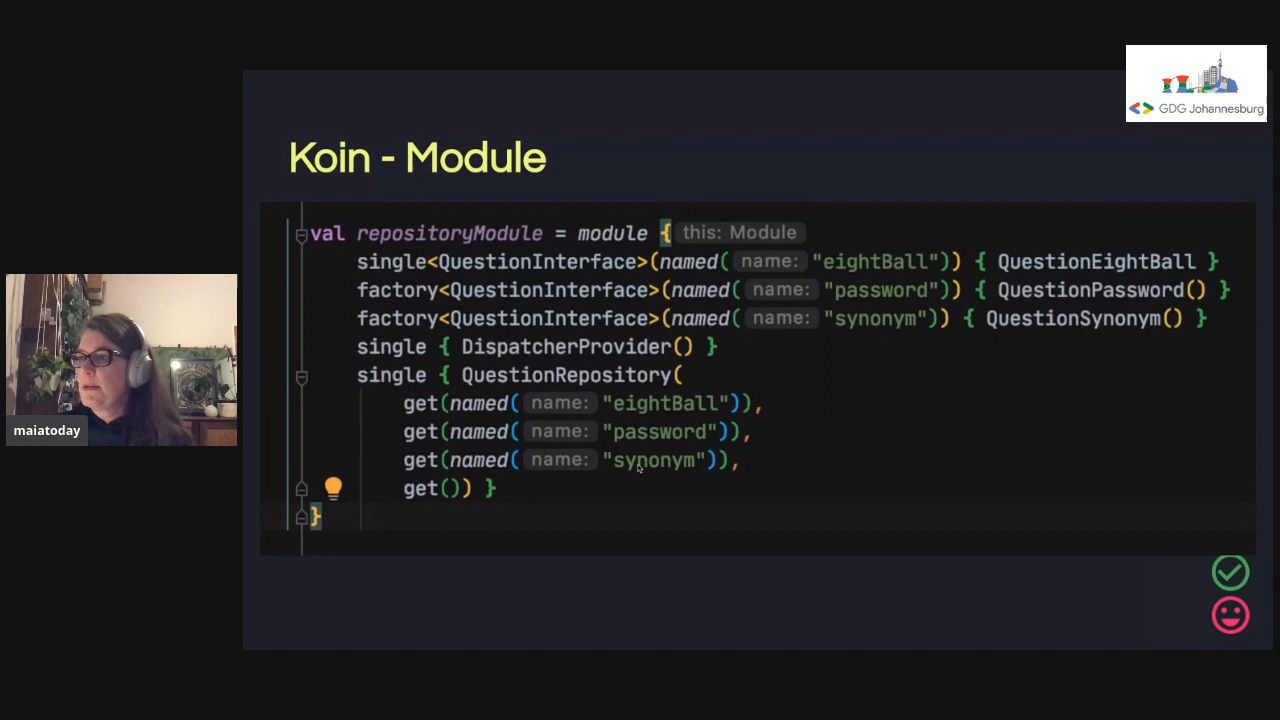 GDG Johannesburg
Koin - Module
val repositoryModule = module { this: Module
single<QuestionInterface>(named( name: "eightBall")) { QuestionEightBall }
factory<QuestionInterface>(named( name: "password")) { QuestionPassword() }
factory<QuestionInterface>(named( name: "synonym")) { QuestionSynonym() }
single { DispatcherProvider() }
single { QuestionRepository(
get(named( name: "eightBall")),
get(named( name: "password")),
get(named( name: "synonym")),
get()) }
}
maiatoday